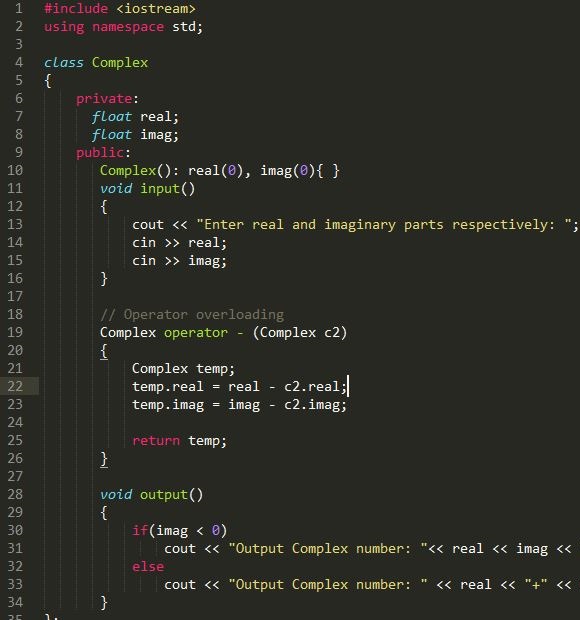 1 #include <iostream>
2 using namespace std;
3
4 class Complex
5 {
6 private:
7 float real;
8 float imag;
9 public:
10 Complex(): real(0), imag(0){ }
11 void input()
12 {
13 cout << "Enter real and imaginary parts respectively: ";
14 cin >> real;
15 cin >> imag;
16 }
17
18 // Operator overloading
19 Complex operator - (Complex c2)
20 {
21 Complex temp;
22 temp.real = real - c2.real;
23 temp.imag = imag - c2.imag;
24
25 return temp;
26 }
27
28 void output()
29 {
30 if(imag < 0)
31 cout << "Output Complex number: "<< real << imag <<
32 else
33 cout << "Output Complex number: " << real << "+" <<
34 }
35 };